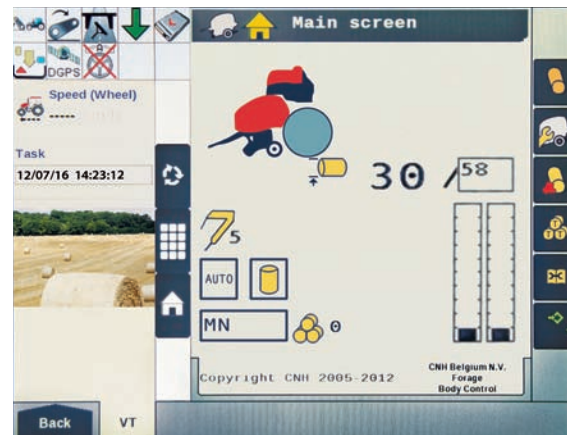 Main screen
DGPS
Speed (Wheel)
-----
Task
12/07/16 14:23:12
30 /58
5
AUTO
MN
0
T
T T
Copyright CNH 2005-2012
CNH Belgium N.V.
Forage
Body Control
Back
VT